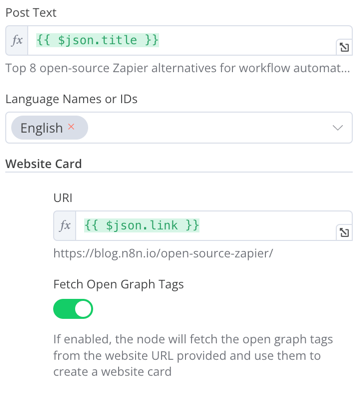 Post Text
fx {{ $json.title }}
Top 8 open-source Zapier alternatives for workflow automat...
Language Names or IDs
English ×
Website Card
URI
fx {{ $json.link }}
https://blog.n8n.io/open-source-zapier/
Fetch Open Graph Tags
If enabled, the node will fetch the open graph tags
from the website URL provided and use them to
create a website card